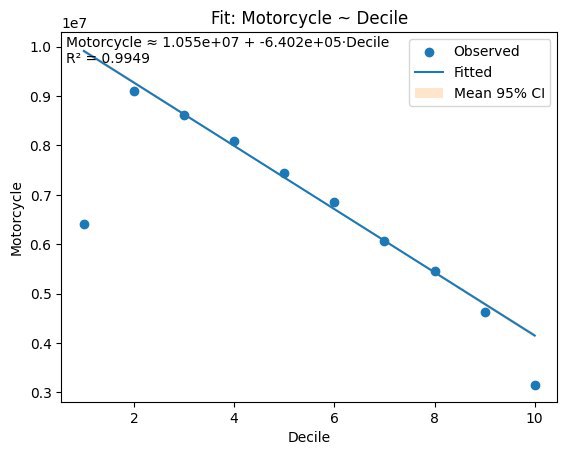 Fit: Motorcycle ~ Decile
1e7
Motorcycle ≈ 1.055e+07 + -6.402e+05·Decile
R² = 0.9949
Observed
Fitted
Mean 95% CI
1.0
0.9
0.8
0.7
0.6
0.5
0.4
0.3
Motorcycle
2
4
6
8
10
Decile